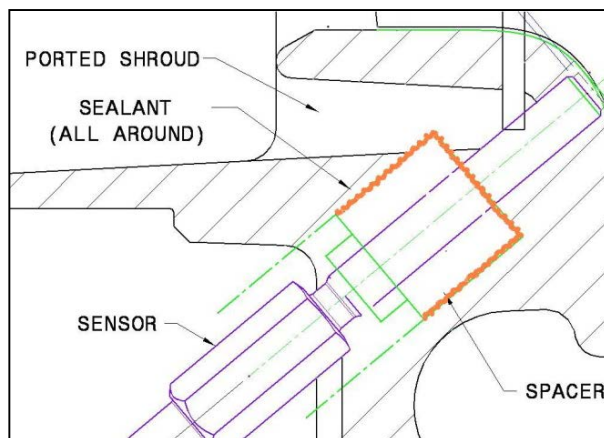 PORTED SHROUD
SEALANT
(ALL AROUND)
SENSOR
SPACER